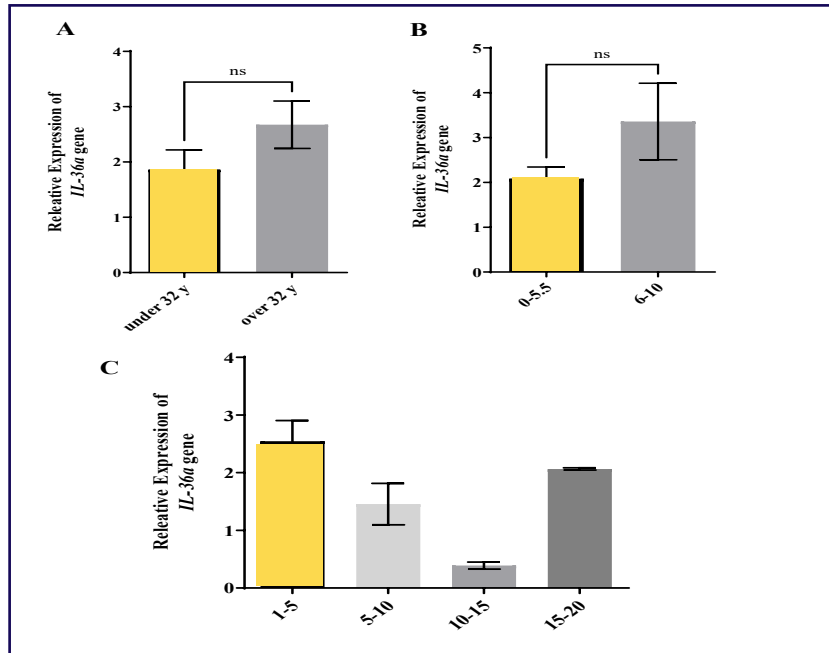 A
Releative Expression of
IL-36a gene
4
3
2
1
0
ns
under 32 y
over 32 y
B
Releative Expression of
IL-36a gene
5
4
3
2
1
0
ns
0-5.5
6-10
C
Releative Expression of
IL-36a gene
4
3
2
1
0
1-5
5-10
10-15
15-20